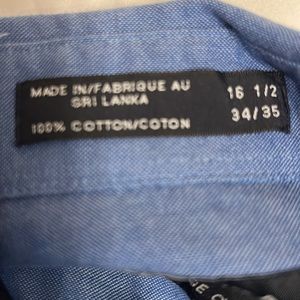 MADE IN/FABRIQUE AU
SRI LANKA
100% COTTON/COTON
16 1/2
34/35